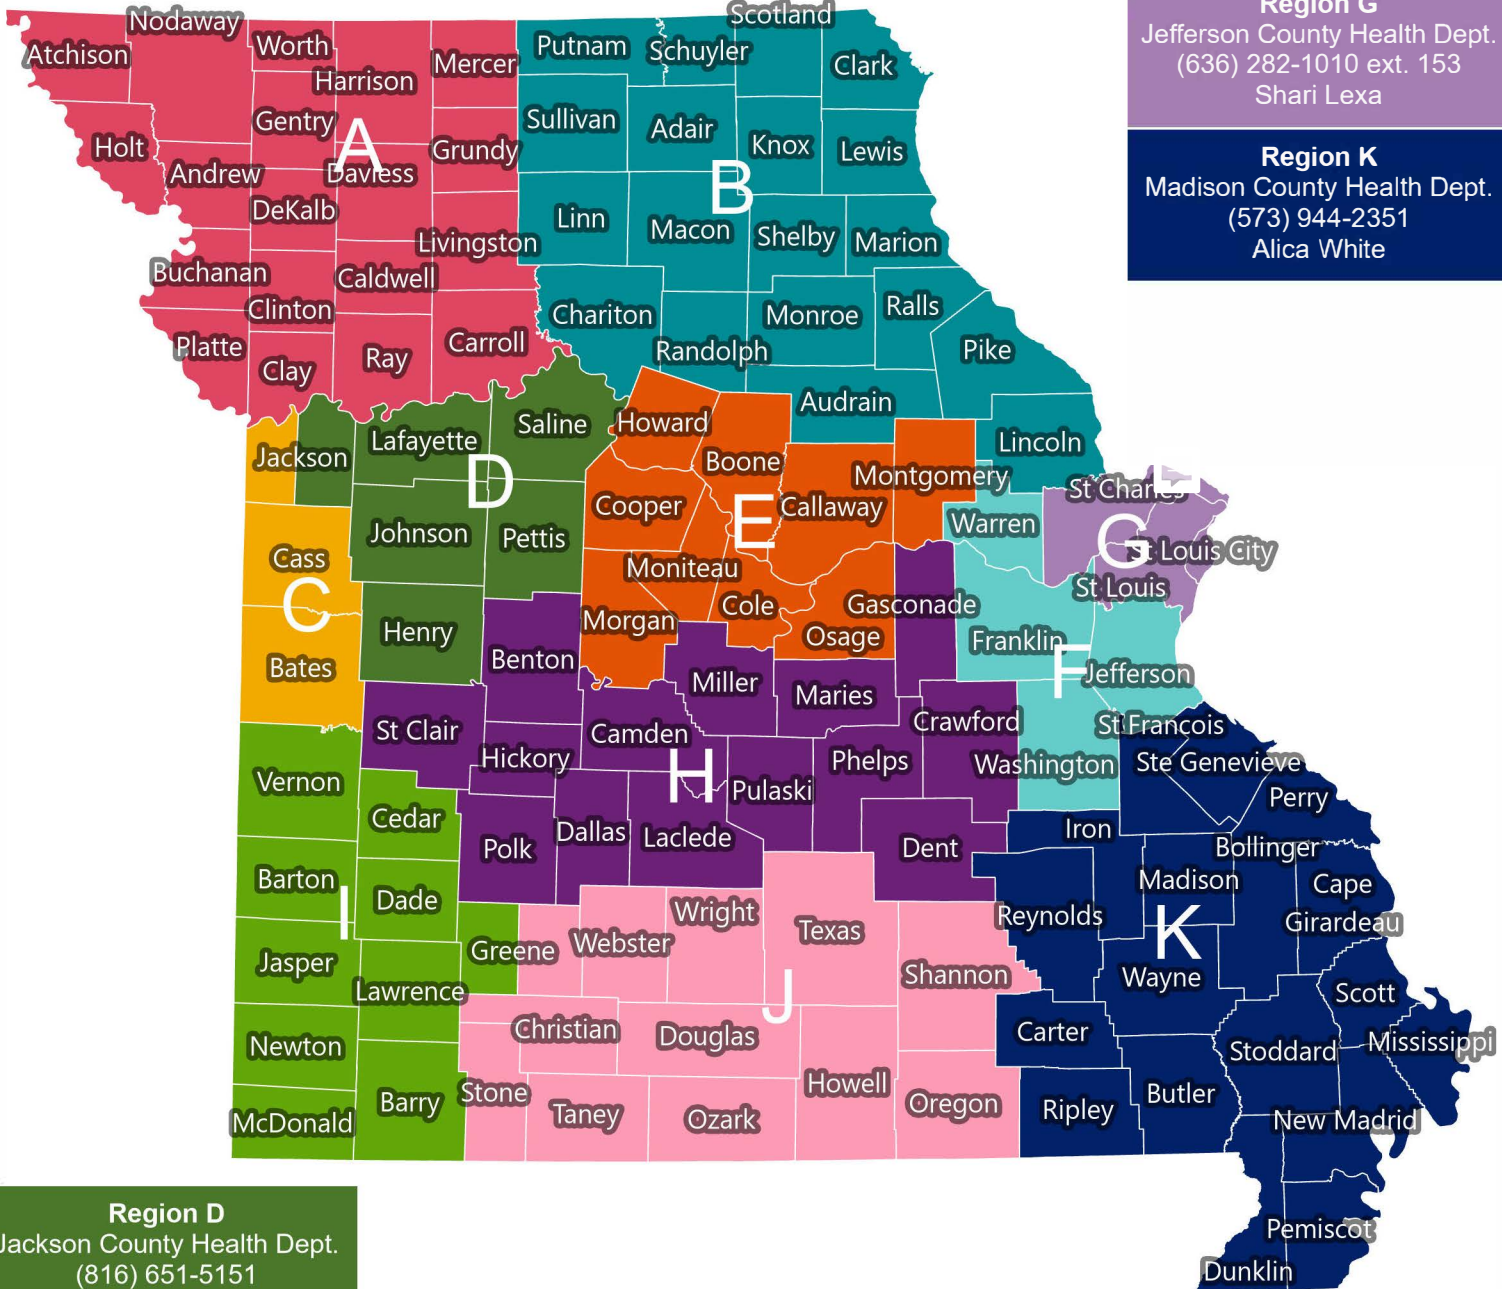 Region G
Jefferson County Health Dept.
(636) 282-1010 ext. 153
Shari Lexa
Region K
Madison County Health Dept.
(573) 944-2351
Alica White
Nodaway
Scotland
Atchison
Worth
Putnam
Schuyler
Mercer
Clark
Harrison
Gentry
Sullivan
Adair
Holt
A
Grundy
Knox
Lewis
Andrew
Daviess
B
DeKalb
Linn
Macon
Shelby
Marion
Livingston
Buchanan
Caldwell
Clinton
Chariton
Monroe
Ralls
Platte
Clay
Ray
Carroll
Randolph
Pike
Audrain
Saline
Howard
Lafayette
Lincoln
Jackson
D
Boone
Montgomery
St Charles
Cooper
E
Callaway
Warren
G
St Louis City
Johnson
Pettis
Cass
Moniteau
St Louis
C
Cole
Gasconade
Morgan
Henry
Osage
Franklin
Bates
Benton
F
Jefferson
Miller
Maries
St Clair
Camden
Crawford
St Francois
Hickory
H
Phelps
Washington
Ste Genevieve
Vernon
Pulaski
Perry
Cedar
Dallas
Laclede
Iron
Polk
Dent
Bollinger
Barton
Dade
Madison
Cape
Girardeau
I
Wright
Texas
Reynolds
K
Greene
Webster
Jasper
Shannon
Wayne
Lawrence
J
Scott
Christian
Douglas
Carter
Mississippi
Newton
Stoddard
Stone
Howell
Butler
Barry
Taney
Ozark
Oregon
Ripley
McDonald
New Madrid
Pemiscot
Dunklin
Region D
Jackson County Health Dept.
(816) 651-5151